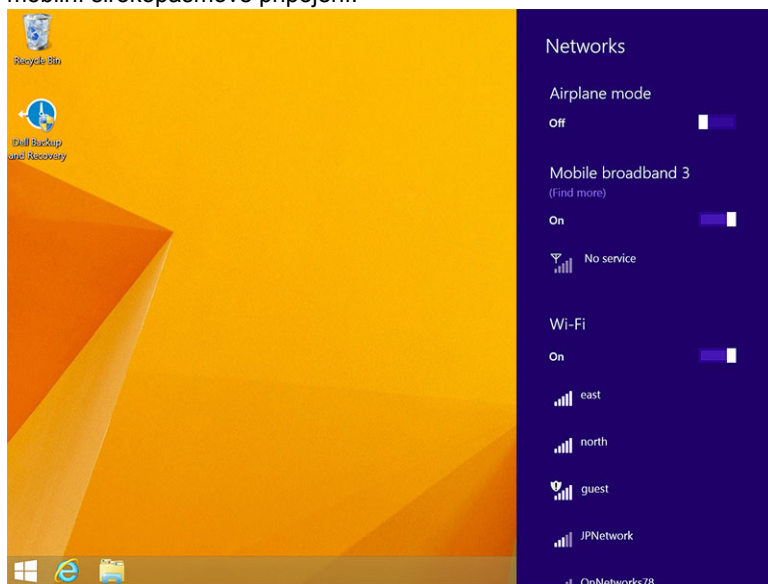 mobilní širokopásmové připojení.
Recycle Bin
Dell Backup
and Recovery
Networks
Airplane mode
Off
Mobile broadband 3
(Find more)
On
No service
Wi-Fi
On
east
north
guest
JPNetwork
OnNetworks78